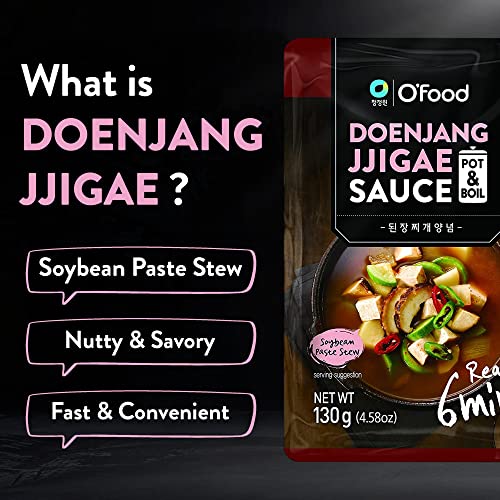 What is
DOENJANG
JJIGAE ?
Soybean Paste Stew
Nutty & Savory
Fast & Convenient
청정원
O'Food
DOENJANG
JJIGAE
SAUCE
POT
&
BOIL
- 된장찌개양념 -
Soybean
Paste Stew
serving suggestion
NET WT
130g (4.58oz)